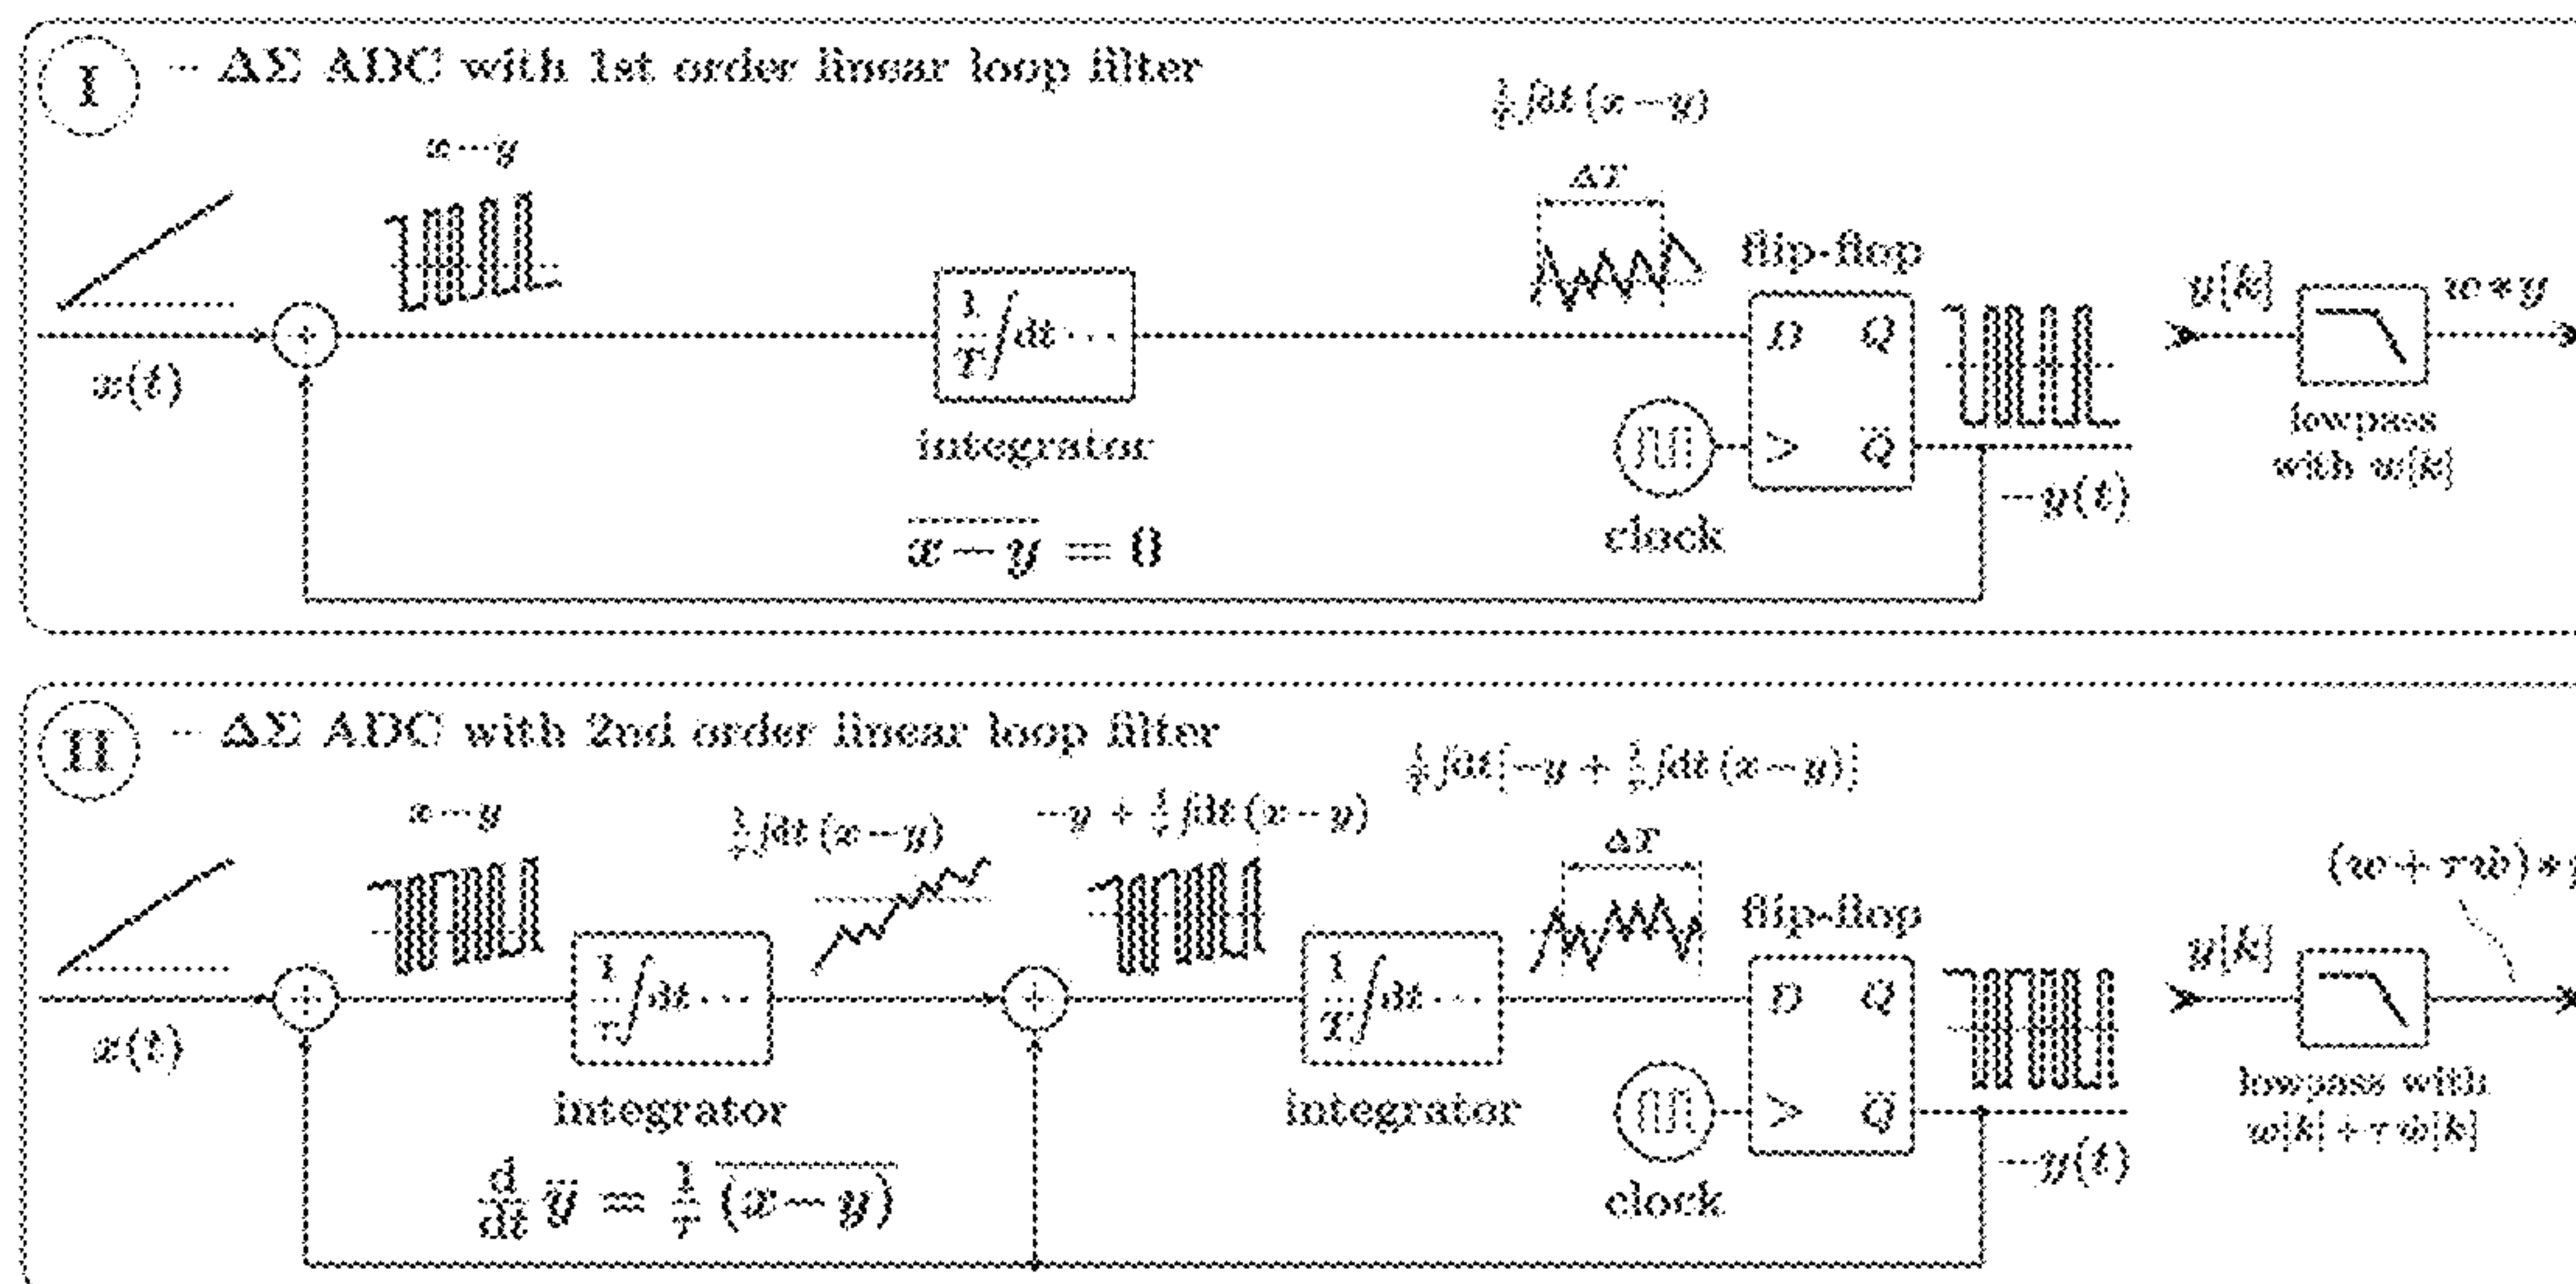 I – ΔΣ ADC with 1st order linear loop filter
x – y
∫dt (x – y)
ΔT
flip-flop
x(t)
+
1/T ∫dt ···
integrator
D Q
> Q̄
clock
–y(t)
y[k]
w∗y
lowpass
with w[k]
x – y = 0
II – ΔΣ ADC with 2nd order linear loop filter
x – y
1/τ ∫dt (x – y)
–y + 1/τ ∫dt (x – y)
∫dt[–y + 1/τ ∫dt (x – y)]
ΔT
flip-flop
x(t)
+
1/τ ∫dt ···
integrator
+
1/T ∫dt ···
integrator
D Q
> Q̄
clock
–y(t)
y[k]
(w + τẇ)∗
lowpass with
w[k] + τẇ[k]
d/dt ȳ = 1/τ (x – y)